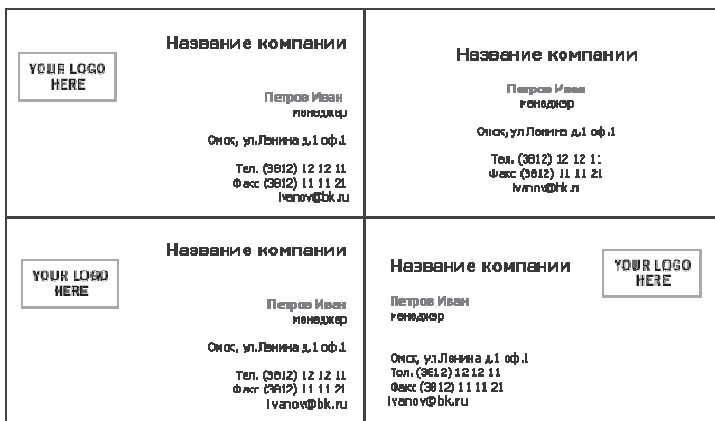 YOUR LOGO
HERE
Название компании
Петров Иван
менеджер
Омск, ул.Ленина д.1 оф.1
Тел. (3812) 12 12 11
Факс (3812) 11 11 21
ivanov@bk.ru
Название компании
Петров Иван
менеджер
Омск, ул.Ленина д.1 оф.1
Тел. (3812) 12 12 11
Факс (3812) 11 11 21
ivanov@bk.ru
YOUR LOGO
HERE
Название компании
Петров Иван
менеджер
Омск, ул.Ленина д.1 оф.1
Тел. (3812) 12 12 11
Факс (3812) 11 11 21
ivanov@bk.ru
Название компании
YOUR LOGO
HERE
Петров Иван
менеджер
Омск, ул.Ленина д.1 оф.1
Тел. (3812) 12 12 11
Факс (3812) 11 11 21
ivanov@bk.ru